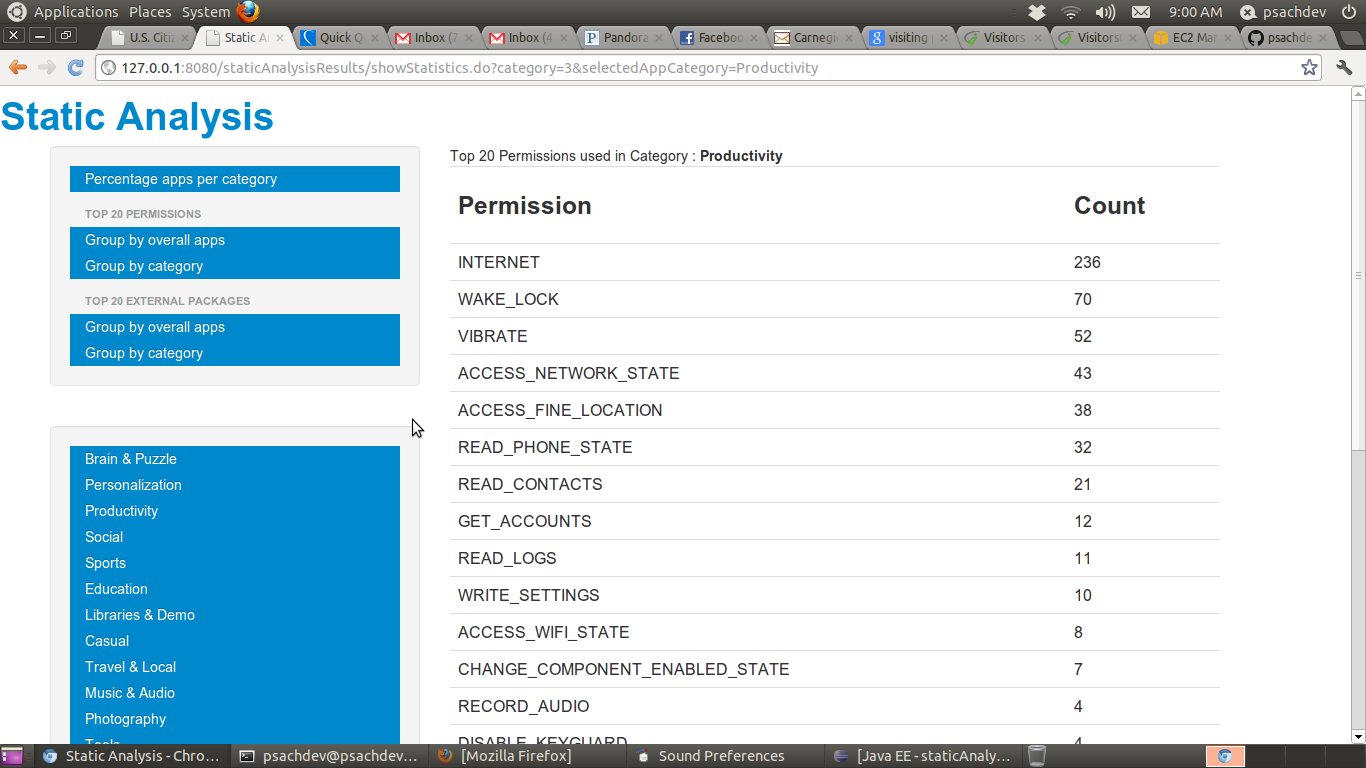 Applications Places System 9:00 AM psachdev
U.S. Citiz Static A Quick Q Inbox (7 Inbox (4 Pandora Faceboo Carnegi visiting Visitors Visitors EC2 Man psachde
127.0.0.1:8080/staticAnalysisResults/showStatistics.do?category=3&selectedAppCategory=Productivity
Static Analysis
Percentage apps per category
TOP 20 PERMISSIONS
Group by overall apps
Group by category
TOP 20 EXTERNAL PACKAGES
Group by overall apps
Group by category
Brain & Puzzle
Personalization
Productivity
Social
Sports
Education
Libraries & Demo
Casual
Travel & Local
Music & Audio
Photography
Tools
Top 20 Permissions used in Category : Productivity
Permission Count
INTERNET 236
WAKE_LOCK 70
VIBRATE 52
ACCESS_NETWORK_STATE 43
ACCESS_FINE_LOCATION 38
READ_PHONE_STATE 32
READ_CONTACTS 21
GET_ACCOUNTS 12
READ_LOGS 11
WRITE_SETTINGS 10
ACCESS_WIFI_STATE 8
CHANGE_COMPONENT_ENABLED_STATE 7
RECORD_AUDIO 4
DISABLE_KEYGUARD 4
Static Analysis - Chro... psachdev@psachdev... [Mozilla Firefox] Sound Preferences [Java EE - staticAnaly...